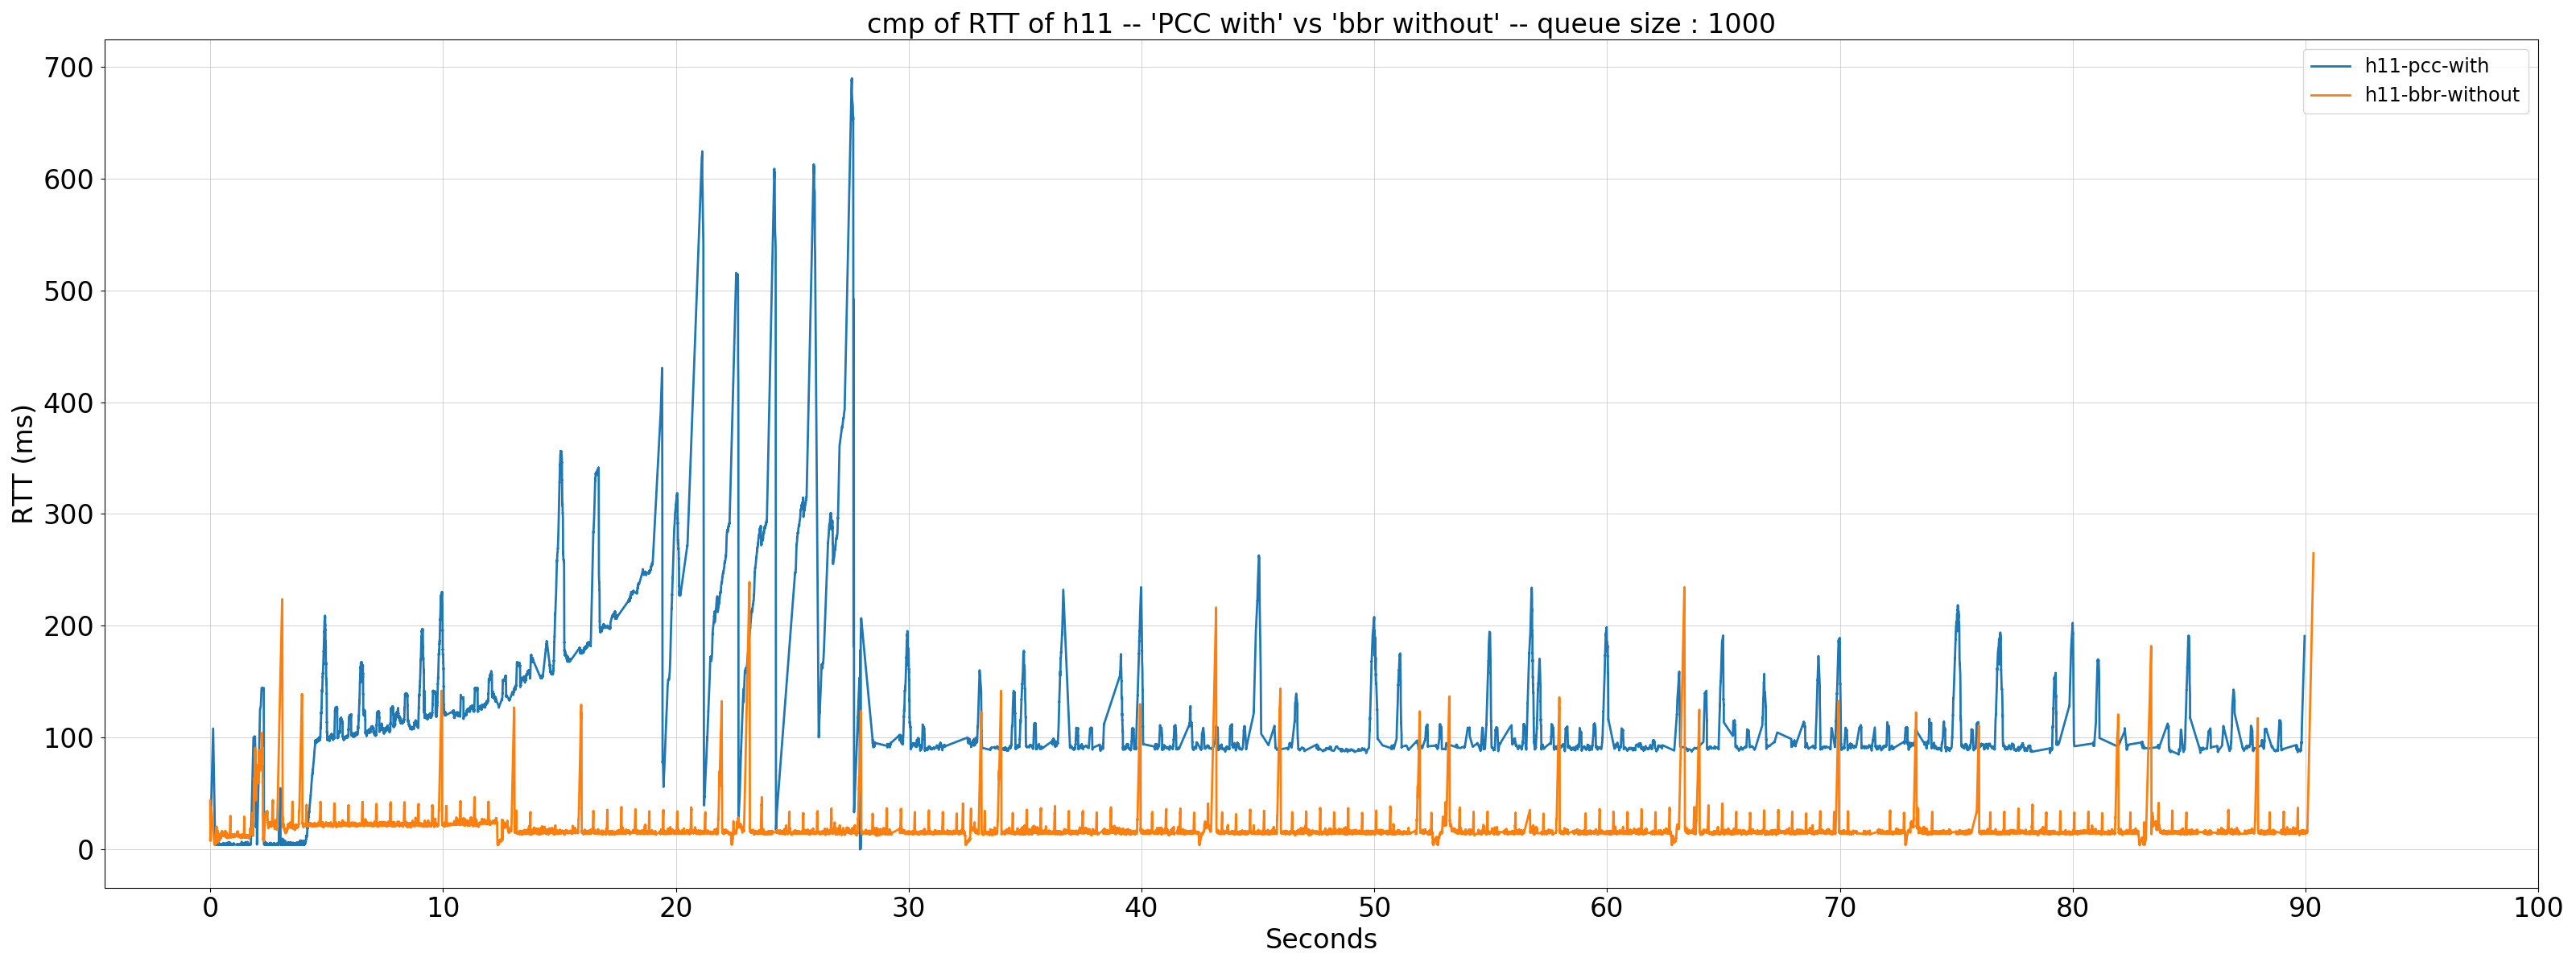 cmp of RTT of h11 -- 'PCC with' vs 'bbr without' -- queue size : 1000
h11-pcc-with
h11-bbr-without
RTT (ms)
700
600
500
400
300
200
100
0
0 10 20 30 40 50 60 70 80 90 100
Seconds